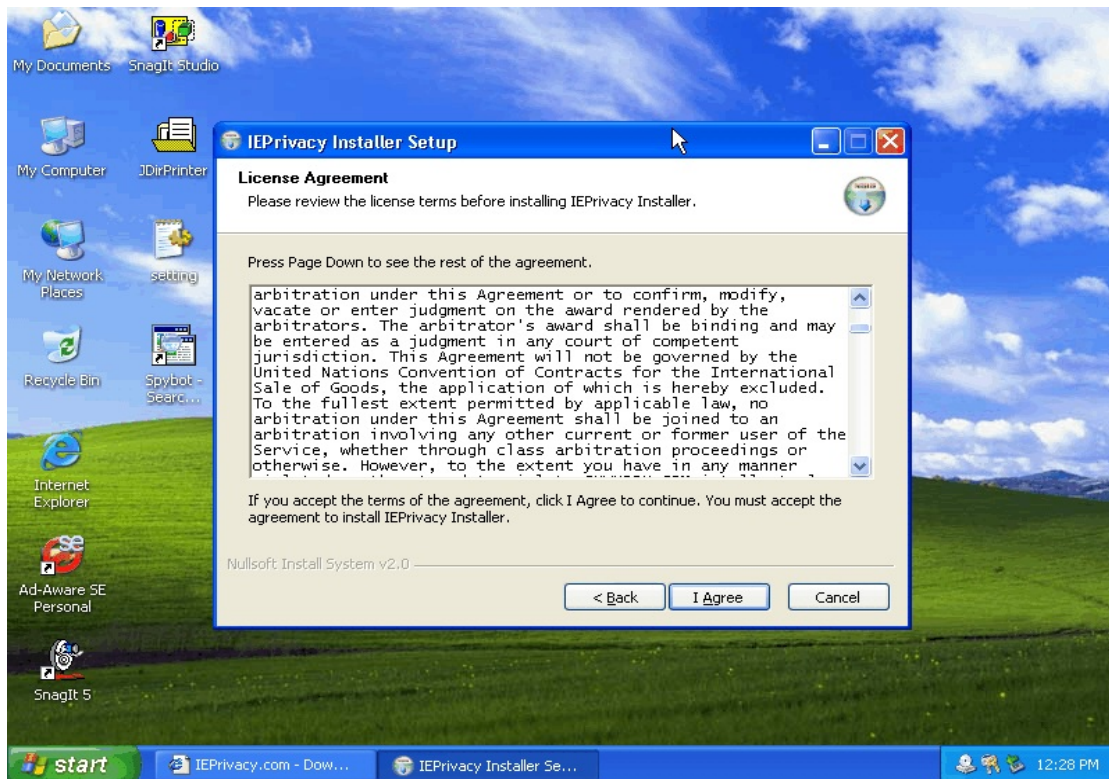 My Documents
SnagIt Studio
My Computer
JDirPrinter
My Network
Places
setting
Recycle Bin
Spybot -
Searc...
Internet
Explorer
Ad-Aware SE
Personal
SnagIt 5
IEPrivacy Installer Setup
License Agreement
Please review the license terms before installing IEPrivacy Installer.
Press Page Down to see the rest of the agreement.
arbitration under this Agreement or to confirm, modify,
vacate or enter judgment on the award rendered by the
arbitrators. The arbitrator's award shall be binding and may
be entered as a judgment in any court of competent
jurisdiction. This Agreement will not be governed by the
United Nations Convention of Contracts for the International
Sale of Goods, the application of which is hereby excluded.
To the fullest extent permitted by applicable law, no
arbitration under this Agreement shall be joined to an
arbitration involving any other current or former user of the
Service, whether through class arbitration proceedings or
otherwise. However, to the extent you have in any manner
If you accept the terms of the agreement, click I Agree to continue. You must accept the
agreement to install IEPrivacy Installer.
Nullsoft Install System v2.0
< Back
I Agree
Cancel
start
IEPrivacy.com - Dow...
IEPrivacy Installer Se...
12:28 PM